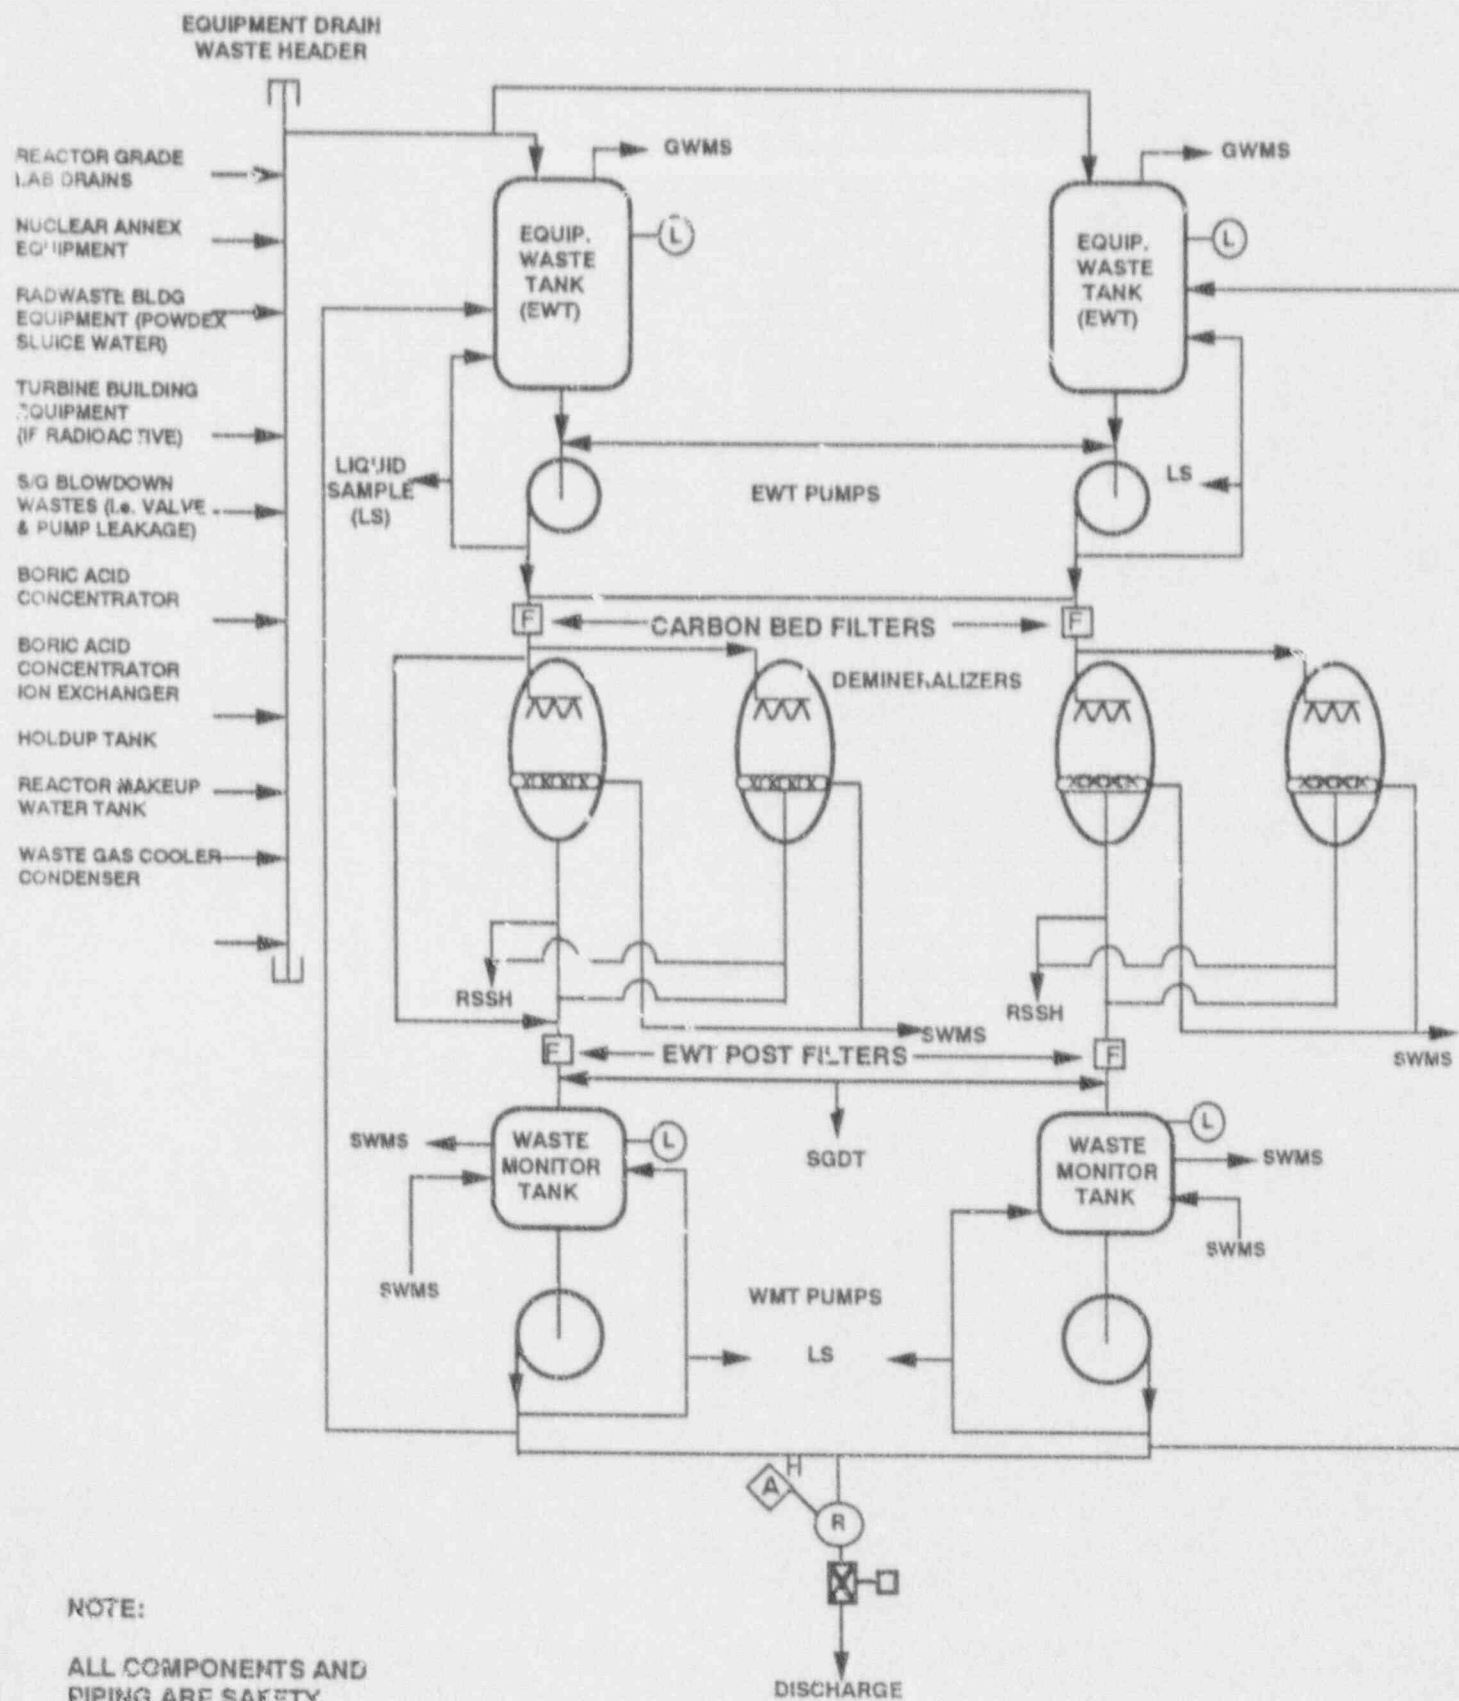 EQUIPMENT DRAIN
WASTE HEADER
REACTOR GRADE
LAB DRAINS
NUCLEAR ANNEX
EQUIPMENT
RADWASTE BLDG
EQUIPMENT (POWDEX
SLUICE WATER)
TURBINE BUILDING
EQUIPMENT
(IF RADIOACTIVE)
S/G BLOWDOWN
WASTES (i.e. VALVE
& PUMP LEAKAGE)
BORIC ACID
CONCENTRATOR
BORIC ACID
CONCENTRATOR
ION EXCHANGER
HOLDUP TANK
REACTOR MAKEUP
WATER TANK
WASTE GAS COOLER
CONDENSER
GWMS
GWMS
EQUIP.
WASTE
TANK
(EWT)
L
EQUIP.
WASTE
TANK
(EWT)
L
LIQUID
SAMPLE
(LS)
EWT PUMPS
LS
F
CARBON BED FILTERS
F
DEMINERALIZERS
RSSH
SWMS
RSSH
SWMS
F
EWT POST FILTERS
F
SWMS
WASTE
MONITOR
TANK
L
SGDT
WASTE
MONITOR
TANK
L
SWMS
SWMS
SWMS
WMT PUMPS
LS
H
A
R
DISCHARGE
NOTE:
ALL COMPONENTS AND
PIPING ARE SAFETY